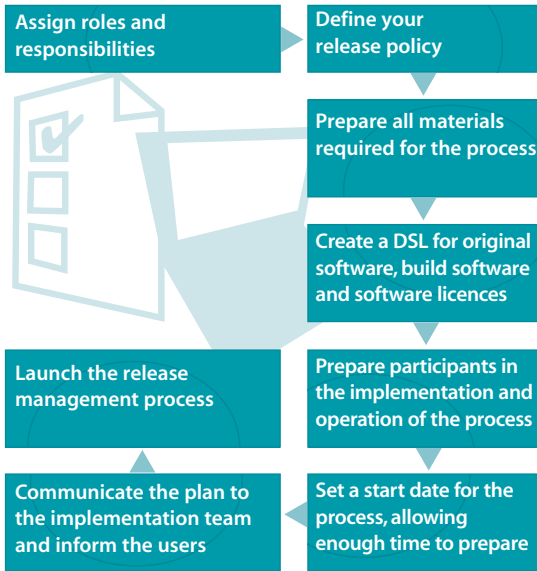 Assign roles and
responsibilities
Define your
release policy
Prepare all materials
required for the process
Create a DSL for original
software, build software
and software licences
Prepare participants in
the implementation and
operation of the process
Set a start date for the
process, allowing
enough time to prepare
Communicate the plan to
the implementation team
and inform the users
Launch the release
management process